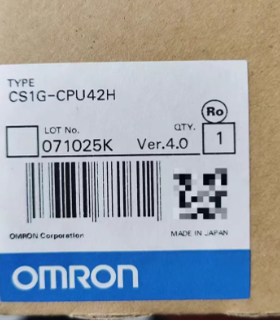 TYPE
CS1G-CPU42H
Ro
LOT No. QTY.
071025K Ver.4.0 1
OMRON Corporation MADE IN JAPAN
OMRON